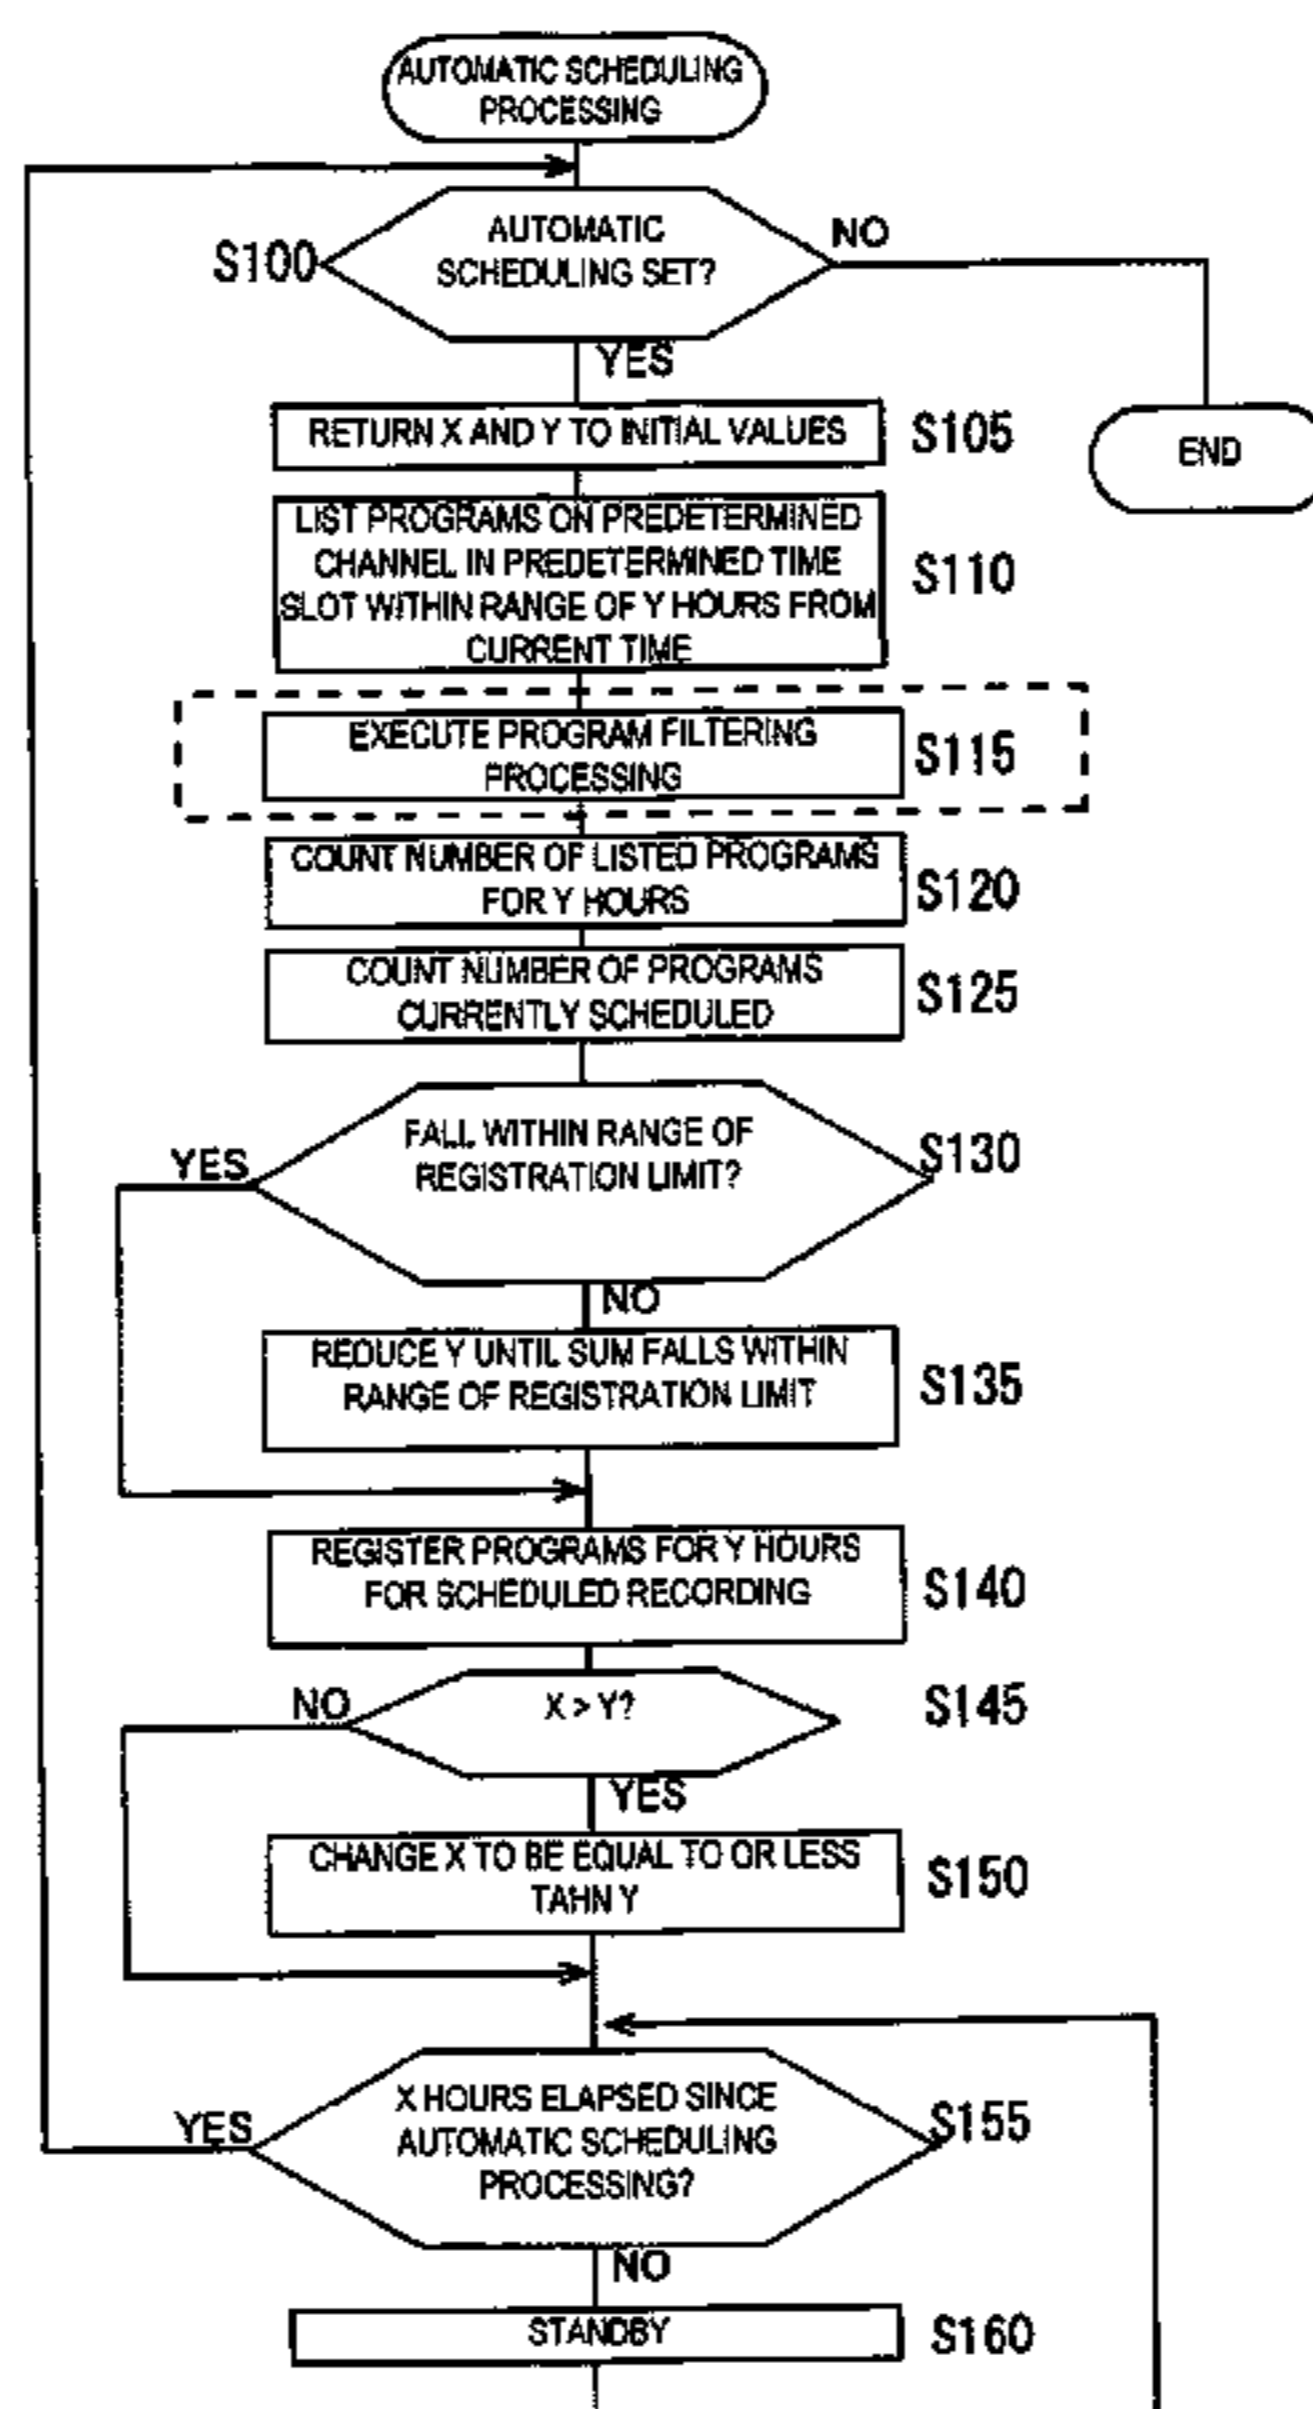 AUTOMATIC SCHEDULING
PROCESSING
AUTOMATIC
SCHEDULING SET?
S100
NO
YES
RETURN X AND Y TO INITIAL VALUES
S105
END
LIST PROGRAMS ON PREDETERMINED
CHANNEL IN PREDETERMINED TIME
SLOT WITHIN RANGE OF Y HOURS FROM
CURRENT TIME
S110
EXECUTE PROGRAM FILTERING
PROCESSING
S115
COUNT NUMBER OF LISTED PROGRAMS
FOR Y HOURS
S120
COUNT NUMBER OF PROGRAMS
CURRENTLY SCHEDULED
S125
FALL WITHIN RANGE OF
REGISTRATION LIMIT?
S130
YES
NO
REDUCE Y UNTIL SUM FALLS WITHIN
RANGE OF REGISTRATION LIMIT
S135
REGISTER PROGRAMS FOR Y HOURS
FOR SCHEDULED RECORDING
S140
X > Y?
S145
NO
YES
CHANGE X TO BE EQUAL TO OR LESS
TAHN Y
S150
X HOURS ELAPSED SINCE
AUTOMATIC SCHEDULING
PROCESSING?
S155
YES
NO
STANDBY
S160